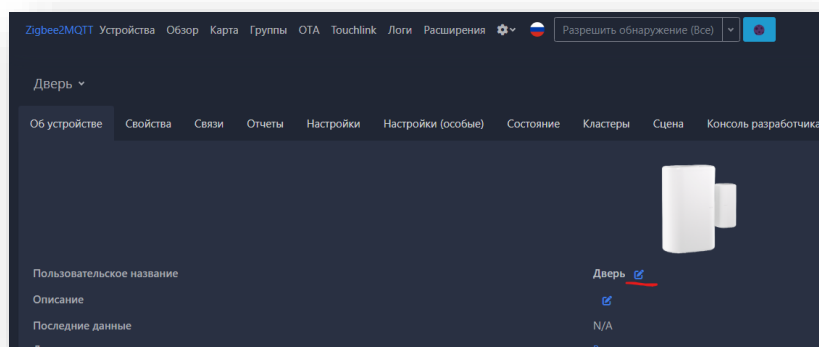 Zigbee2MQTT Устройства Обзор Карта Группы OTA Touchlink Логи Расширения Разрешить обнаружение (Все)
Дверь
Об устройстве Свойства Связи Отчеты Настройки Настройки (особые) Состояние Кластеры Сцена Консоль разработчика
Пользовательское название Дверь
Описание
Последние данные N/A